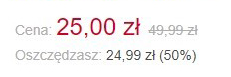 Cena: 25,00 zł 49,99 zł
Oszczędzasz: 24,99 zł (50%)